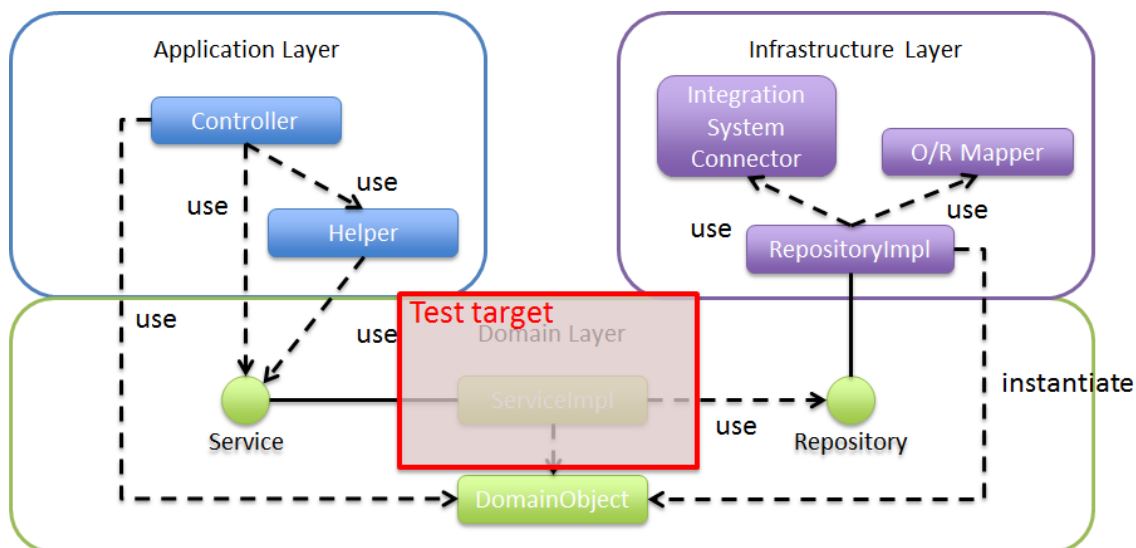 Application Layer
Infrastructure Layer
Controller
Integration
System
Connector
O/R Mapper
use
use
use
use
Helper
RepositoryImpl
Test target
use
use
Domain Layer
instantiate
ServiceImpl
use
Service
Repository
DomainObject